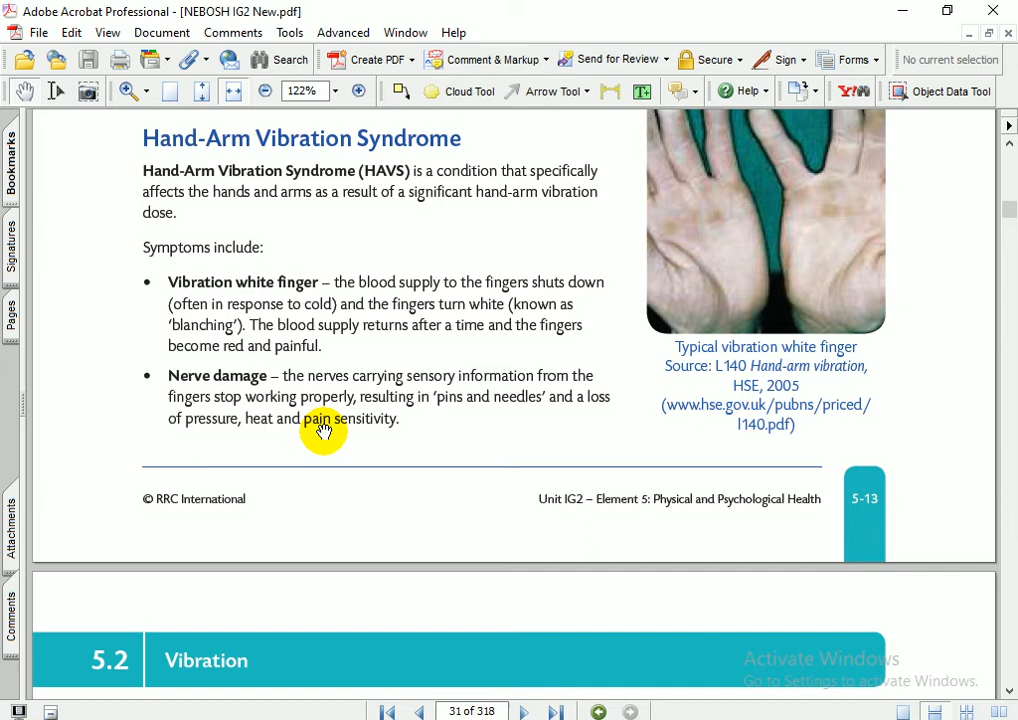 Adobe Acrobat Professional - [NEBOSH IG2 New.pdf]
File Edit View Document Comments Tools Advanced Window Help
Search Create PDF Comment & Markup Send for Review Secure Sign Forms No current selection
122% Cloud Tool Arrow Tool Help Y! Object Data Tool
Bookmarks
Signatures
Pages
Attachments
Comments
Hand-Arm Vibration Syndrome
Hand-Arm Vibration Syndrome (HAVS) is a condition that specifically
affects the hands and arms as a result of a significant hand-arm vibration
dose.
Symptoms include:
• Vibration white finger – the blood supply to the fingers shuts down
(often in response to cold) and the fingers turn white (known as
‘blanching’). The blood supply returns after a time and the fingers
become red and painful.
• Nerve damage – the nerves carrying sensory information from the
fingers stop working properly, resulting in ‘pins and needles’ and a loss
of pressure, heat and pain sensitivity.
Typical vibration white finger
Source: L140 Hand-arm vibration,
HSE, 2005
(www.hse.gov.uk/pubns/priced/
l140.pdf)
© RRC International
Unit IG2 – Element 5: Physical and Psychological Health
5-13
5.2 Vibration
Activate Windows
Go to Settings to activate Windows.
31 of 318